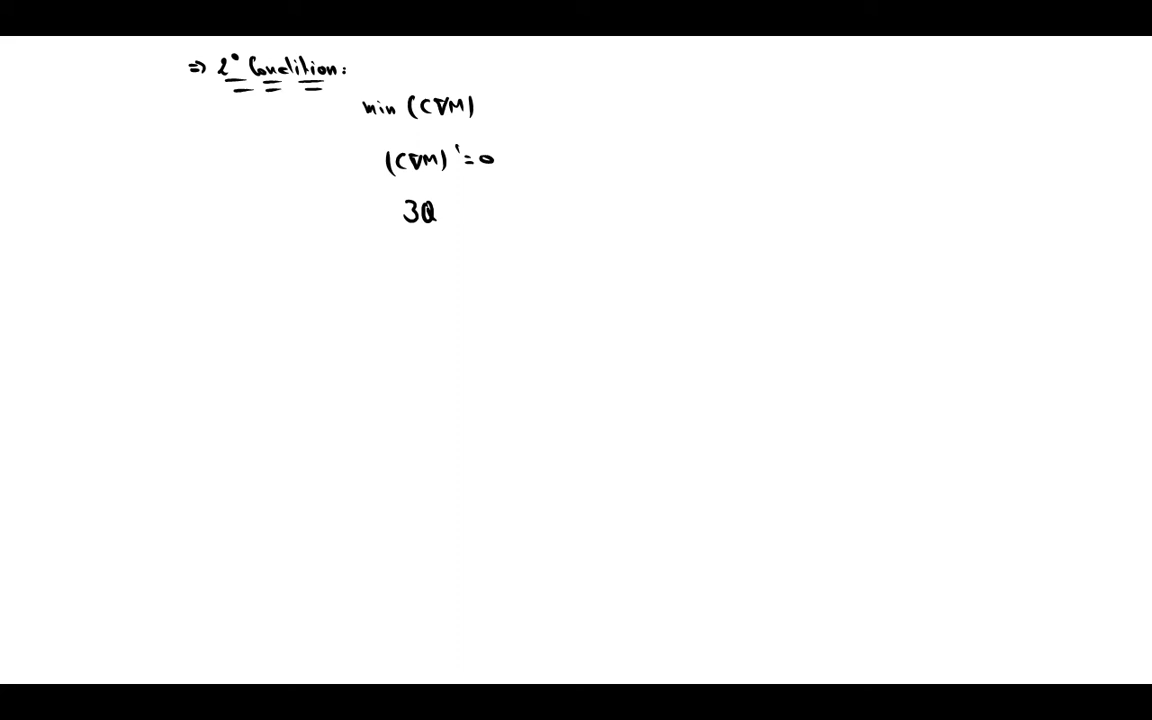 ⇒ 2° Condition:
min (CVM)
(CVM)' = 0
3Q